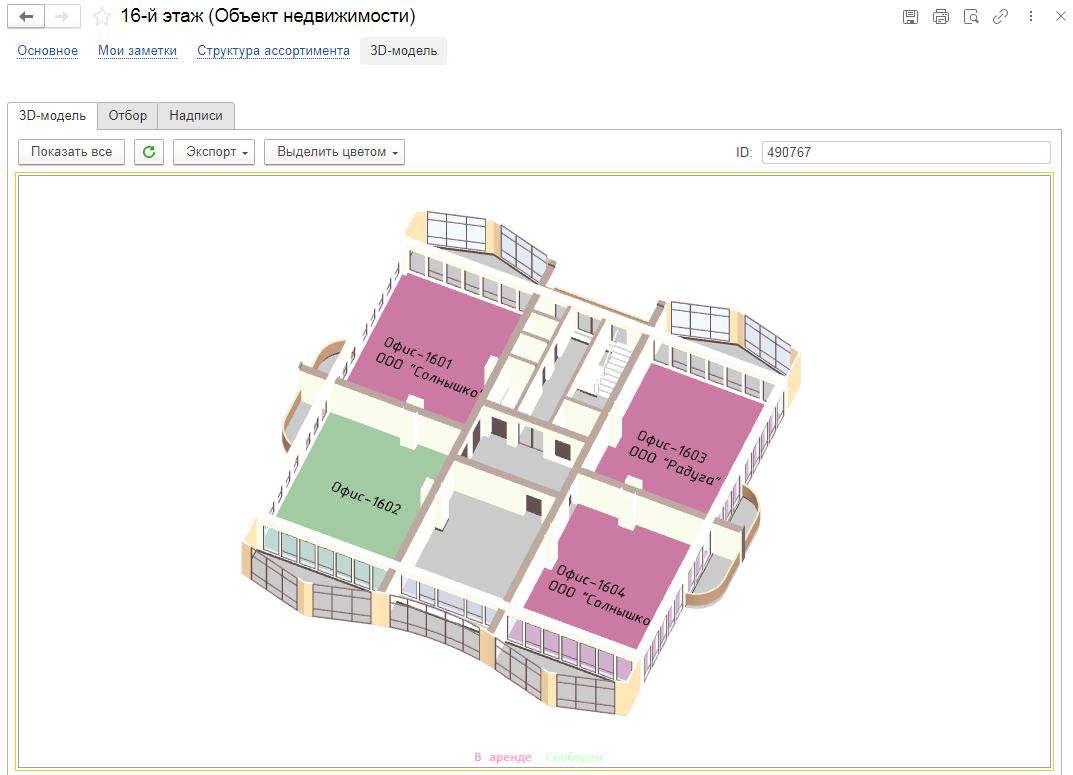 16-й этаж (Объект недвижимости)
Основное Мои заметки Структура ассортимента 3D-модель
3D-модель Отбор Надписи
Показать все Экспорт Выделить цветом ID: 490767
Офис-1601
ООО "Солнышко"
Офис-1603
ООО "Радуга"
Офис-1602
Офис-1604
ООО "Солнышко
В аренде Свободен